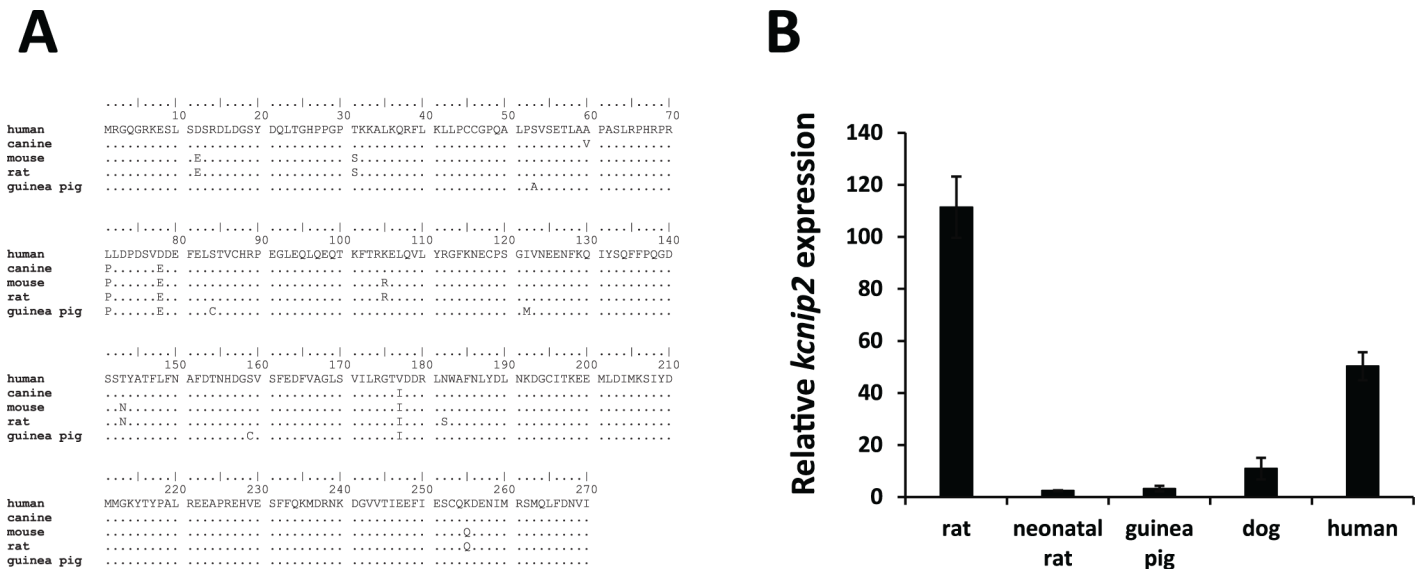 A
....|....| ....|....| ....|....| ....|....| ....|....| ....|....| ....|....|
10 20 30 40 50 60 70
human MRGQGRKESL SDSRDLDGSY DQLTGHPPGP TKKALKQRFL KLLPCCGPQA LPSVSETLAA PASLRPHRPR
canine .......... .......... .......... .......... .......... .........V ..........
mouse .......... .E........ .......... S......... .......... .......... ..........
rat .......... .E........ .......... S......... .......... .......... ..........
guinea pig .......... .......... .......... .......... .......... ..A....... ..........
....|....| ....|....| ....|....| ....|....| ....|....| ....|....| ....|....|
80 90 100 110 120 130 140
human LLDPDSVDDE FELSTVCHRP EGLEQLQEQT KFTRKELQVL YRGFKNECPS GIVNEENFKQ IYSQFFPQGD
canine P......E.. .......... .......... .......... .......... .......... ..........
mouse P......E.. .......... .......... ....R..... .......... .......... ..........
rat P......E.. .......... .......... ....R..... .......... .......... ..........
guinea pig P......E.. ...C...... .......... .......... .......... .M........ ..........
....|....| ....|....| ....|....| ....|....| ....|....| ....|....| ....|....|
150 160 170 180 190 200 210
human SSTYATFLFN AFDTNHDGSV SFEDFVAGLS VILRGTVDDR LNWAFNLYDL NKDGCITKEE MLDIMKSIYD
canine .......... .......... .......... ......I... .......... .......... ..........
mouse ..N....... .......... .......... ......I... .......... .......... ..........
rat ..N....... .......... .......... ......I... .S........ .......... ..........
guinea pig .......... ........C. .......... ......I... .......... .......... ..........
....|....| ....|....| ....|....| ....|....| ....|....| ....|....|
220 230 240 250 260 270
human MMGKYTYPAL REEAPREHVE SFFQKMDRNK DGVVTIEEFI ESCQKDENIM RSMQLFDNVI
canine .......... .......... .......... .......... .......... ..........
mouse .......... .......... .......... .......... ....Q..... ..........
rat .......... .......... .......... .......... ....Q..... ..........
guinea pig .......... .......... .......... .......... .......... ..........
B
Relative kcnip2 expression
140
120
100
80
60
40
20
0
rat neonatal rat guinea pig dog human